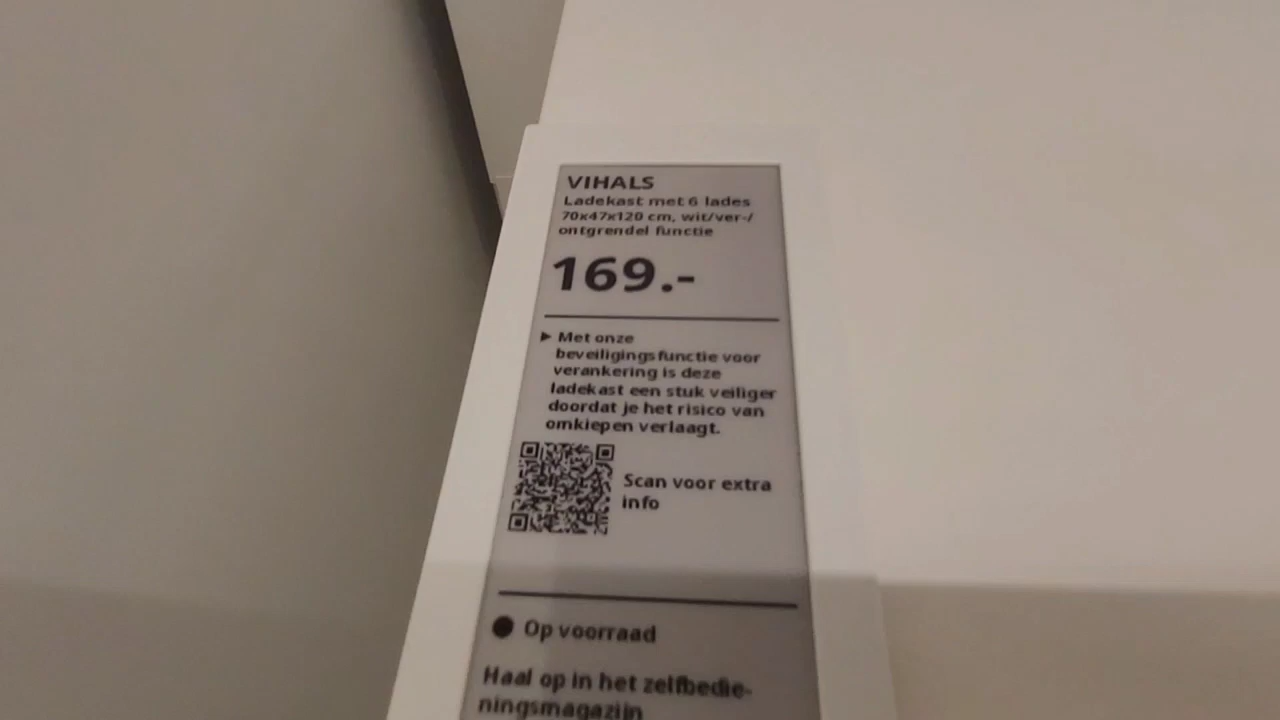 VIHALS
Ladekast met 6 lades
70x47x120 cm, wit/ver-/
ontgrendel functie
169.-
▶ Met onze
beveiligingsfunctie voor
verankering is deze
ladekast een stuk veiliger
doordat je het risico van
omkiepen verlaagt.
Scan voor extra
info
● Op voorraad
Haal op in het zelfbedie-
ningsmagazijn